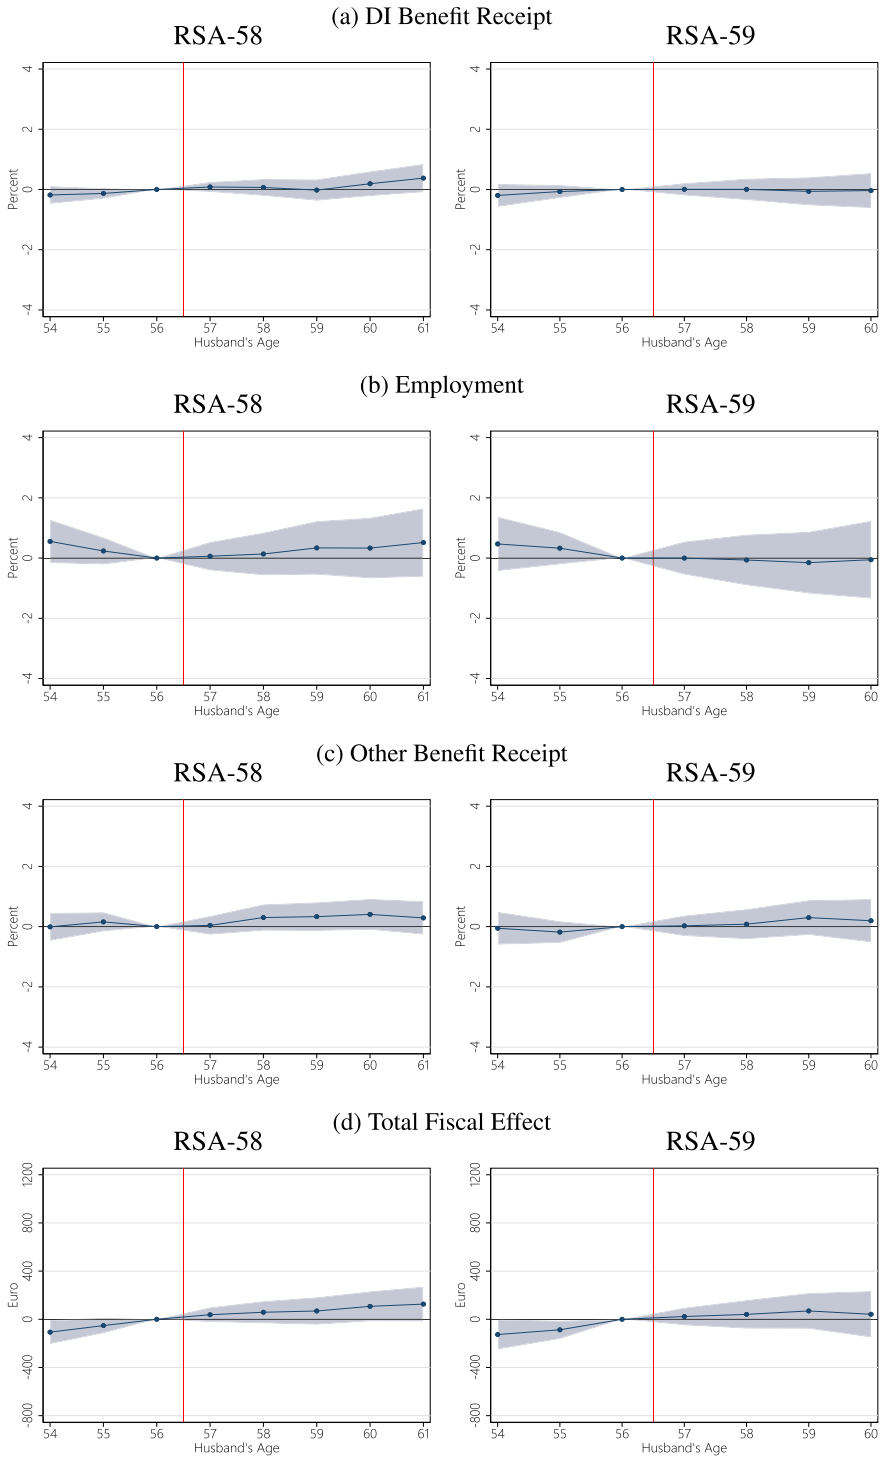 (a) DI Benefit Receipt
RSA-58 RSA-59
4 4
2 2
0 0
-2 -2
-4 -4
Percent Percent
54 55 56 57 58 59 60 61 54 55 56 57 58 59 60
Husband's Age Husband's Age
(b) Employment
RSA-58 RSA-59
4 4
2 2
0 0
-2 -2
-4 -4
Percent Percent
54 55 56 57 58 59 60 61 54 55 56 57 58 59 60
Husband's Age Husband's Age
(c) Other Benefit Receipt
RSA-58 RSA-59
4 4
2 2
0 0
-2 -2
-4 -4
Percent Percent
54 55 56 57 58 59 60 61 54 55 56 57 58 59 60
Husband's Age Husband's Age
(d) Total Fiscal Effect
RSA-58 RSA-59
1200 1200
800 800
400 400
0 0
-400 -400
-800 -800
Euro Euro
54 55 56 57 58 59 60 61 54 55 56 57 58 59 60
Husband's Age Husband's Age